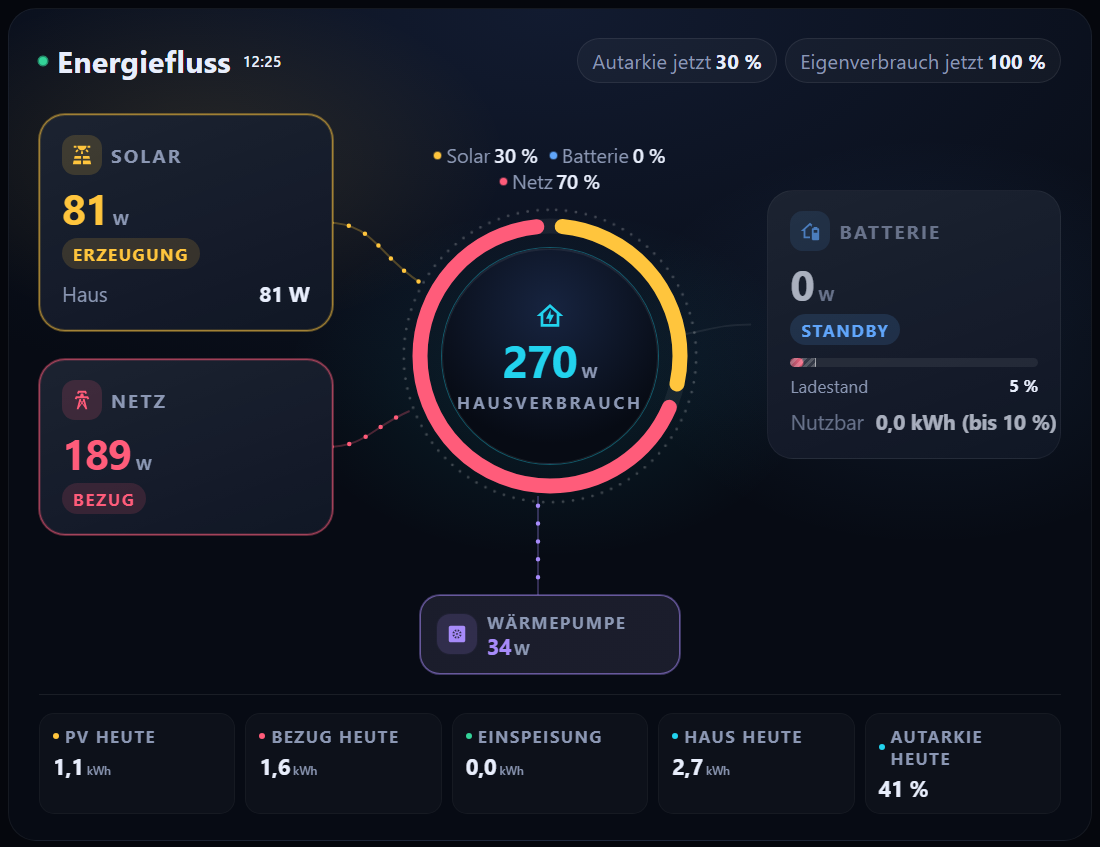 Energiefluss 12:25
Autarkie jetzt 30 %
Eigenverbrauch jetzt 100 %
SOLAR
81 W
ERZEUGUNG
Haus 81 W
NETZ
189 W
BEZUG
Solar 30 % Batterie 0 %
Netz 70 %
270 W
HAUSVERBRAUCH
BATTERIE
0 W
STANDBY
Ladestand 5 %
Nutzbar 0,0 kWh (bis 10 %)
WÄRMEPUMPE
34 W
PV HEUTE
1,1 kWh
BEZUG HEUTE
1,6 kWh
EINSPEISUNG
0,0 kWh
HAUS HEUTE
2,7 kWh
AUTARKIE
HEUTE
41 %